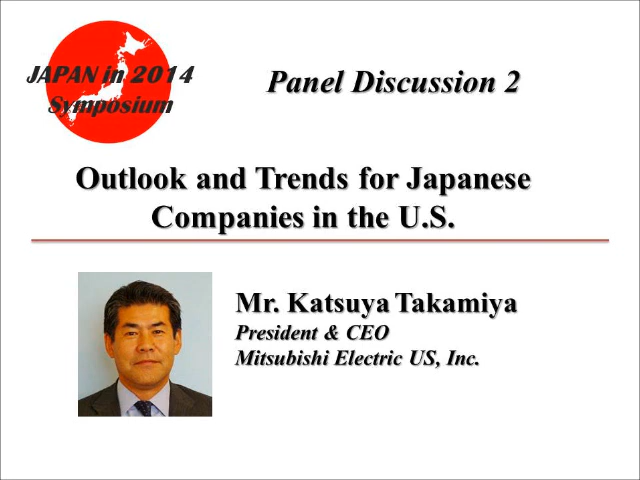 JAPAN in 2014
Symposium
Panel Discussion 2
Outlook and Trends for Japanese
Companies in the U.S.
Mr. Katsuya Takamiya
President & CEO
Mitsubishi Electric US, Inc.